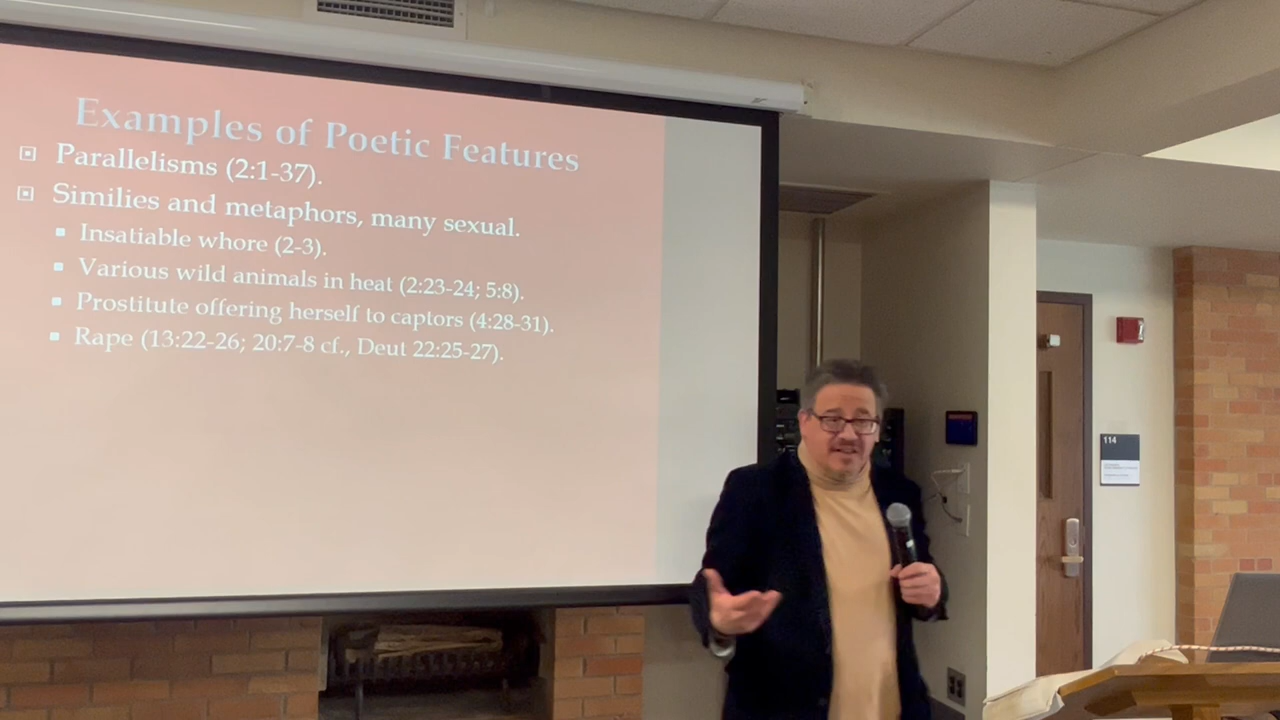 Examples of Poetic Features
Parallelisms (2:1-37).
Similies and metaphors, many sexual.
Insatiable whore (2-3).
Various wild animals in heat (2:23-24; 5:8).
Prostitute offering herself to captors (4:28-31).
Rape (13:22-26; 20:7-8 cf., Deut 22:25-27).
114